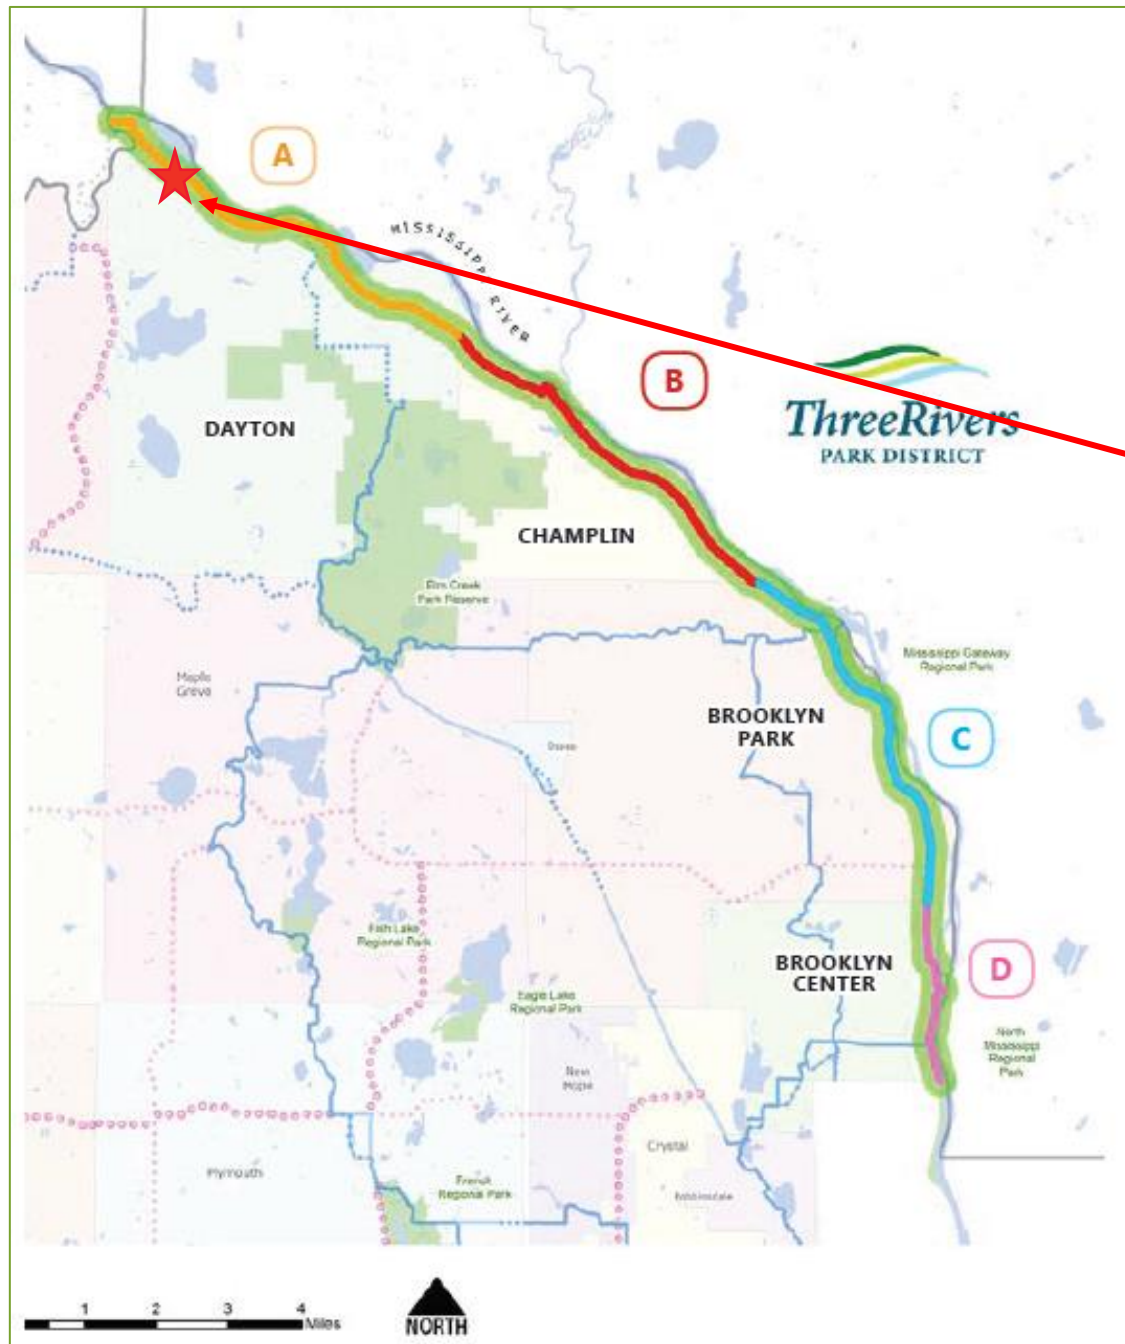 A
MISSISSIPPI RIVER
B
ThreeRivers
PARK DISTRICT
DAYTON
CHAMPLIN
Elm Creek
Park Reserve
Mississippi Gateway
Regional Park
Maple
Grove
BROOKLYN
PARK
C
Osseo
Fish Lake
Regional Park
BROOKLYN
CENTER
D
Eagle Lake
Regional Park
North
Mississippi
Regional
Park
New
Hope
Crystal
Plymouth
French
Regional Park
Robbinsdale
1 2 3 4
Miles
NORTH